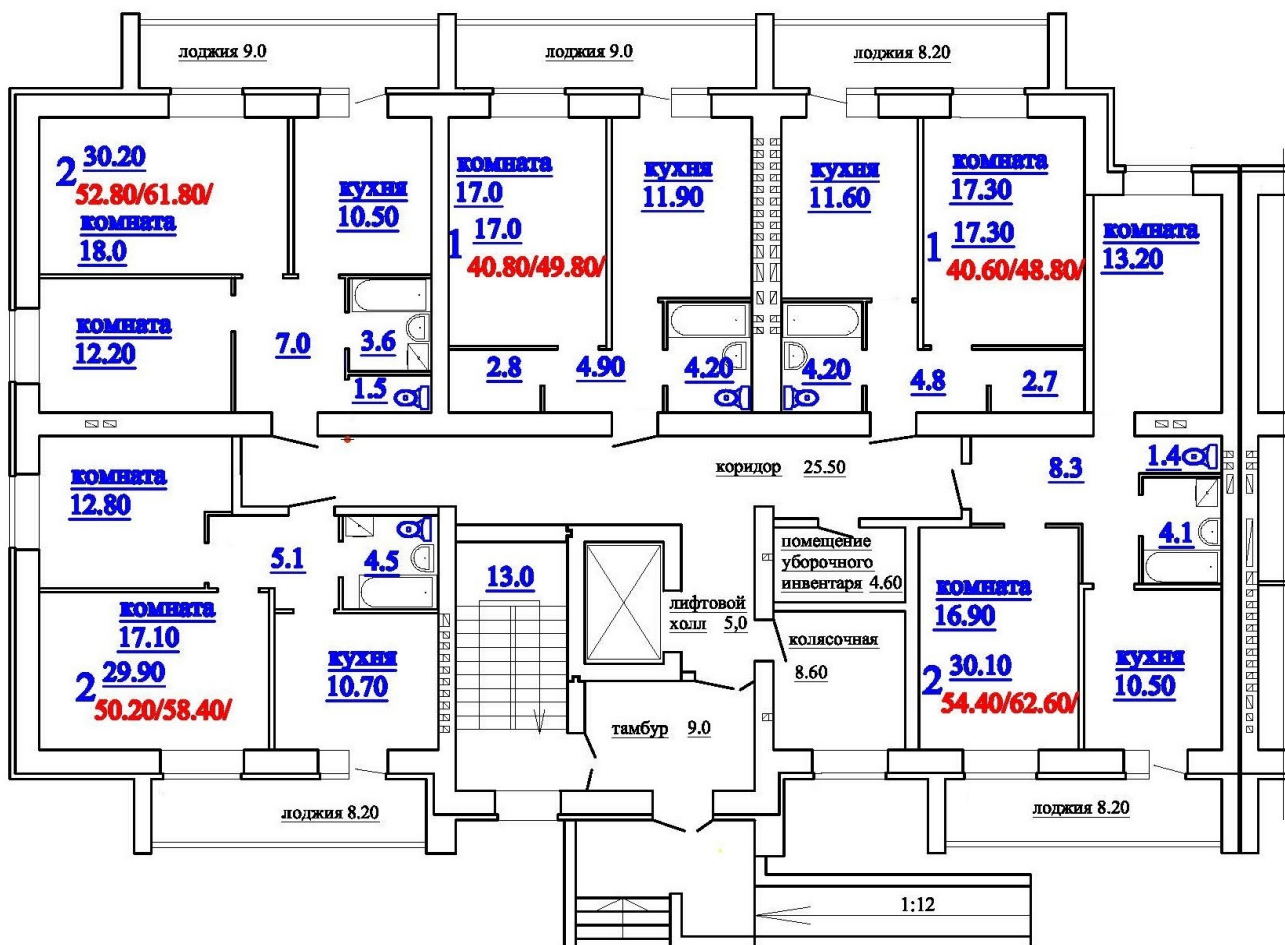 лоджия 9.0
лоджия 9.0
лоджия 8.20
2 30.20
52.80/61.80/
комната
18.0
кухня
10.50
комната
17.0
1 17.0
40.80/49.80/
кухня
11.90
кухня
11.60
комната
17.30
1 17.30
40.60/48.80/
комната
13.20
комната
12.20
7.0
3.6
1.5
2.8
4.90
4.20
4.20
4.8
2.7
комната
12.80
коридор 25.50
8.3
1.4
4.1
5.1
4.5
13.0
помещение
уборочного
инвентаря 4.60
лифтовой
холл 5,0
колясочная
8.60
комната
17.10
2 29.90
50.20/58.40/
кухня
10.70
тамбур 9.0
комната
16.90
2 30.10
54.40/62.60/
кухня
10.50
лоджия 8.20
лоджия 8.20
1:12